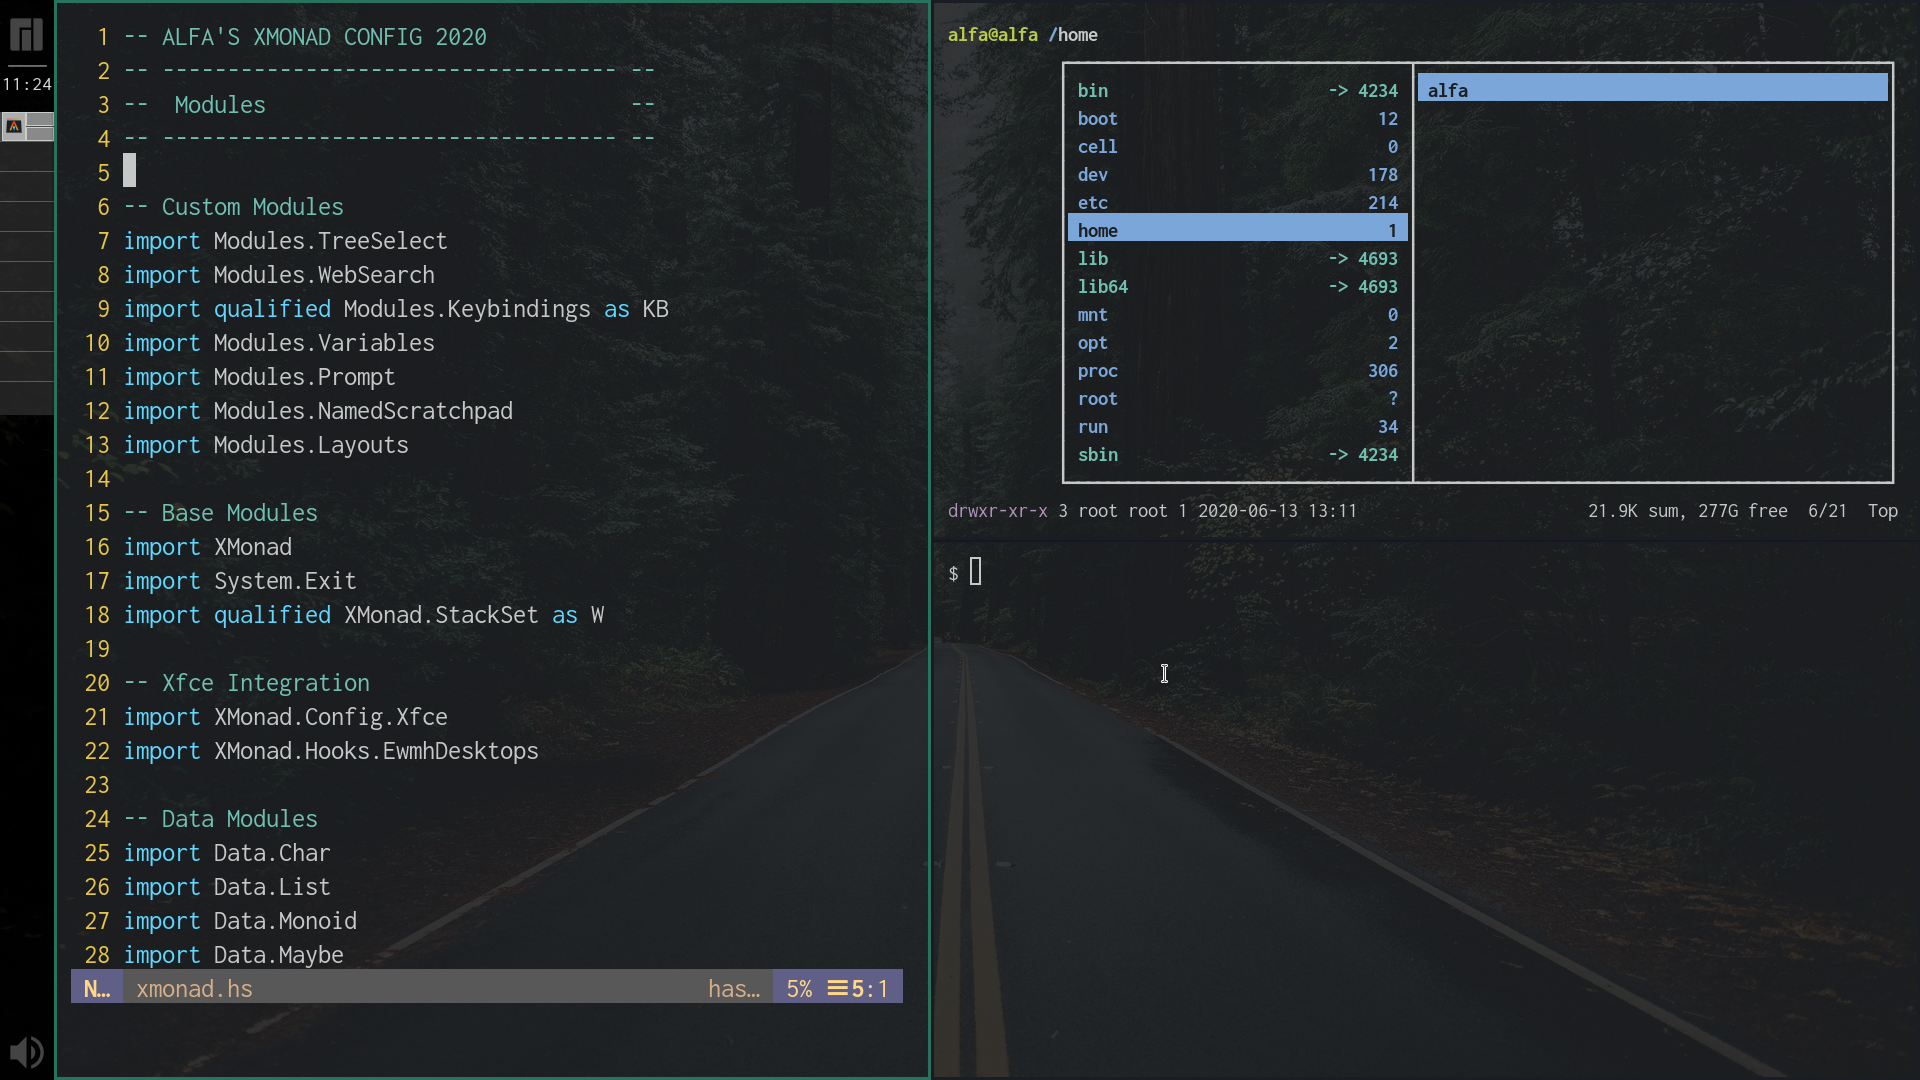 11:24
1 -- ALFA'S XMONAD CONFIG 2020
2 -- ----------------------------------- --
3 --  Modules                            --
4 -- ----------------------------------- --
5
6 -- Custom Modules
7 import Modules.TreeSelect
8 import Modules.WebSearch
9 import qualified Modules.Keybindings as KB
10 import Modules.Variables
11 import Modules.Prompt
12 import Modules.NamedScratchpad
13 import Modules.Layouts
14
15 -- Base Modules
16 import XMonad
17 import System.Exit
18 import qualified XMonad.StackSet as W
19
20 -- Xfce Integration
21 import XMonad.Config.Xfce
22 import XMonad.Hooks.EwmhDesktops
23
24 -- Data Modules
25 import Data.Char
26 import Data.List
27 import Data.Monoid
28 import Data.Maybe
N… xmonad.hs has… 5% ☰5:1
alfa@alfa /home
bin -> 4234
boot 12
cell 0
dev 178
etc 214
home 1
lib -> 4693
lib64 -> 4693
mnt 0
opt 2
proc 306
root ?
run 34
sbin -> 4234
alfa
drwxr-xr-x 3 root root 1 2020-06-13 13:11 21.9K sum, 277G free 6/21 Top
$